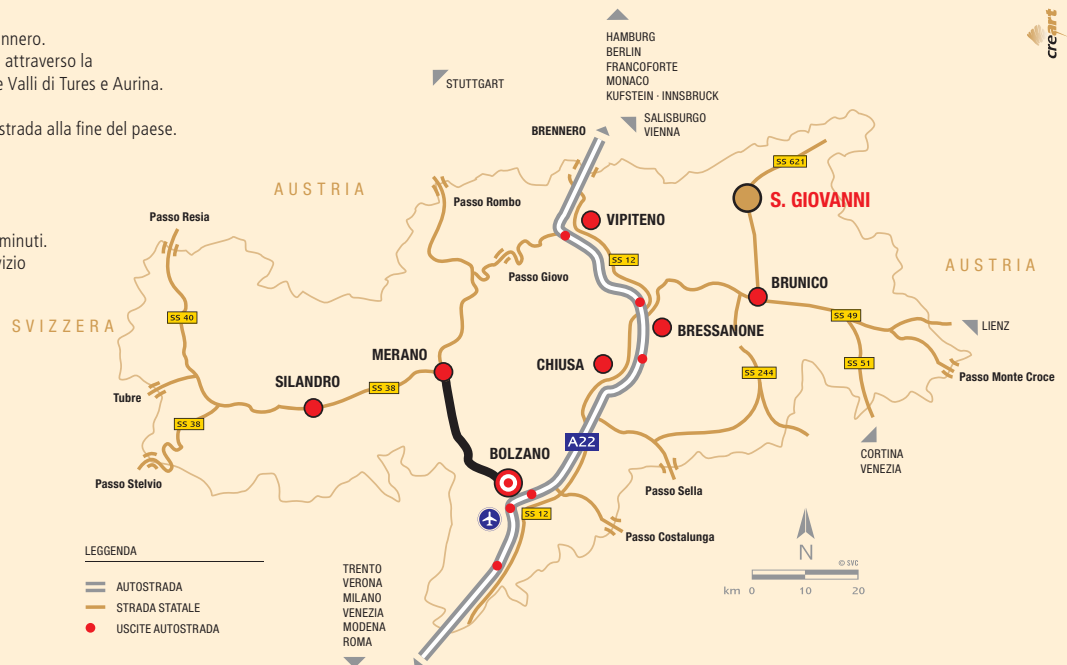 nnero.
attraverso la
e Valli di Tures e Aurina.
strada alla fine del paese.
minuti.
vizio
creart
HAMBURG
BERLIN
FRANCOFORTE
MONACO
KUFSTEIN · INNSBRUCK
STUTTGART
SALISBURGO
VIENNA
BRENNERO
SS 621
AUSTRIA
Passo Rombo
S. GIOVANNI
Passo Resia
VIPITENO
SS 12
Passo Giovo
AUSTRIA
BRUNICO
SS 40
SVIZZERA
SS 49
LIENZ
BRESSANONE
MERANO
CHIUSA
SS 51
SILANDRO
SS 38
SS 244
Passo Monte Croce
Tubre
SS 38
A22
BOLZANO
CORTINA
VENEZIA
Passo Stelvio
Passo Sella
SS 12
Passo Costalunga
N
© SVC
km 0 10 20
LEGGENDA
AUTOSTRADA
STRADA STATALE
USCITE AUTOSTRADA
TRENTO
VERONA
MILANO
VENEZIA
MODENA
ROMA